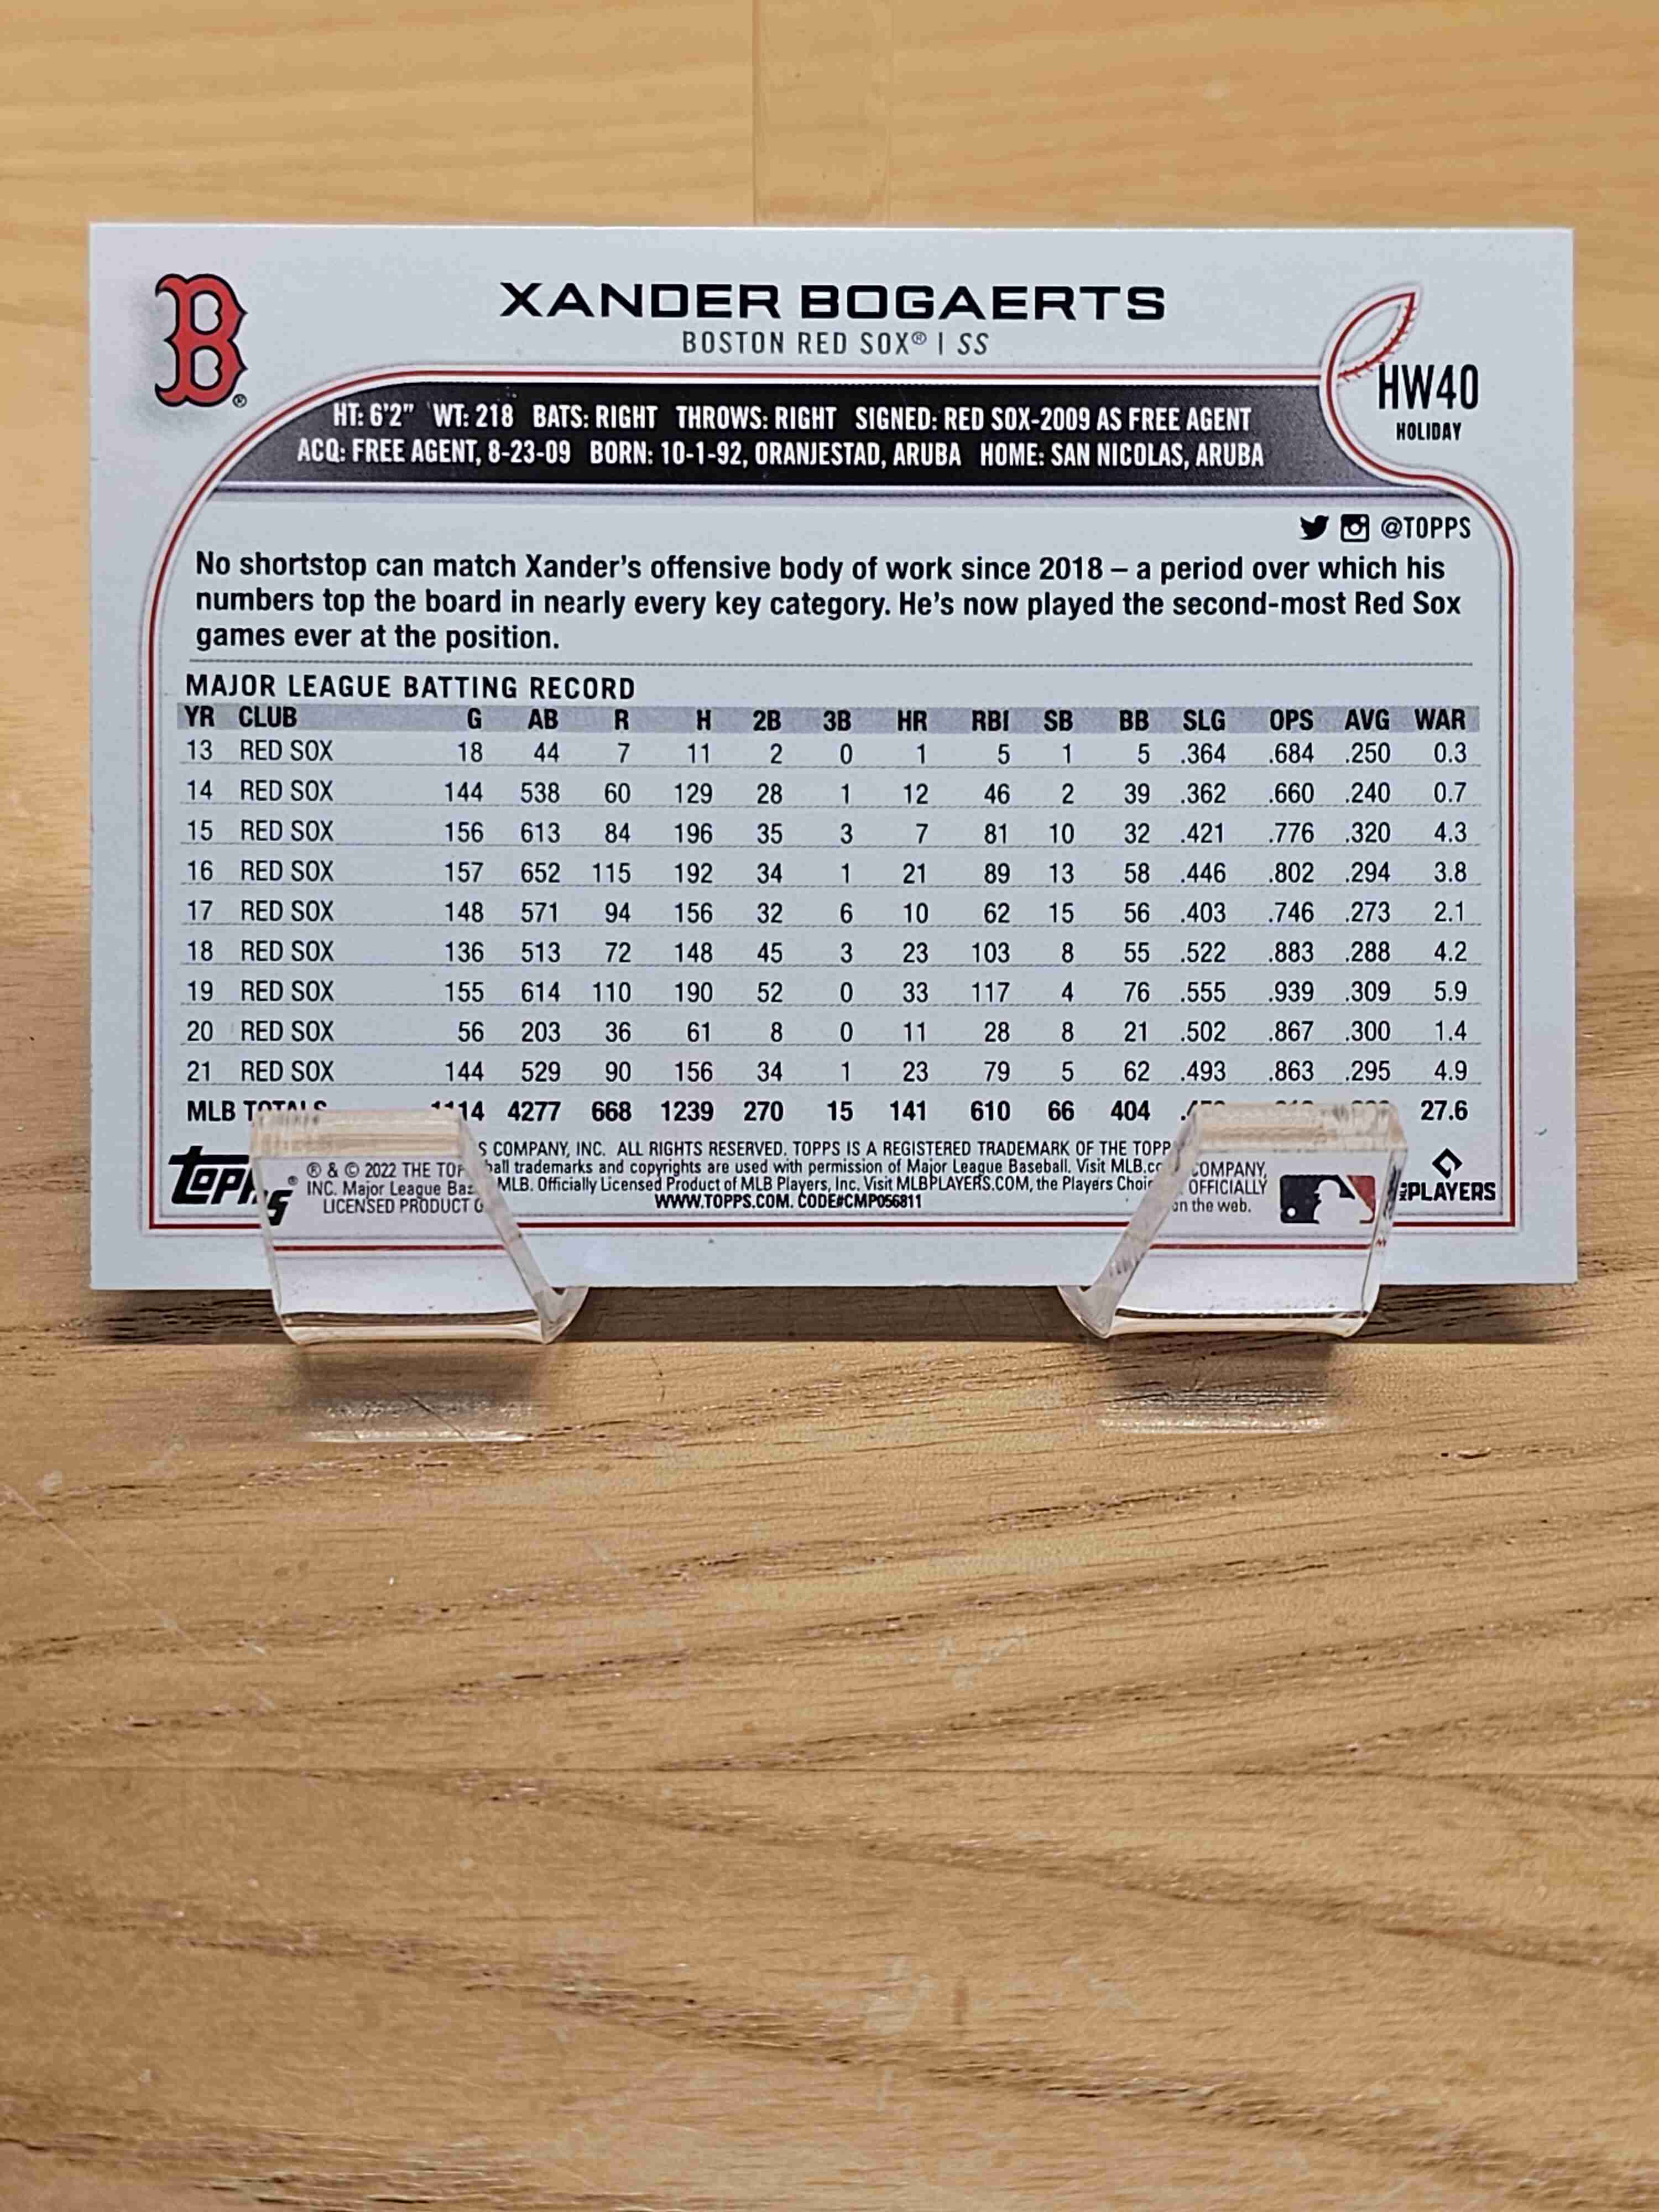 B®
XANDER BOGAERTS
BOSTON RED SOX® | SS
HW40
HOLIDAY
HT: 6'2" WT: 218 BATS: RIGHT THROWS: RIGHT SIGNED: RED SOX-2009 AS FREE AGENT
ACQ: FREE AGENT, 8-23-09 BORN: 10-1-92, ORANJESTAD, ARUBA HOME: SAN NICOLAS, ARUBA
@TOPPS
No shortstop can match Xander's offensive body of work since 2018 – a period over which his
numbers top the board in nearly every key category. He's now played the second-most Red Sox
games ever at the position.
MAJOR LEAGUE BATTING RECORD
YR CLUB G AB R H 2B 3B HR RBI SB BB SLG OPS AVG WAR
13 RED SOX 18 44 7 11 2 0 1 5 1 5 .364 .684 .250 0.3
14 RED SOX 144 538 60 129 28 1 12 46 2 39 .362 .660 .240 0.7
15 RED SOX 156 613 84 196 35 3 7 81 10 32 .421 .776 .320 4.3
16 RED SOX 157 652 115 192 34 1 21 89 13 58 .446 .802 .294 3.8
17 RED SOX 148 571 94 156 32 6 10 62 15 56 .403 .746 .273 2.1
18 RED SOX 136 513 72 148 45 3 23 103 8 55 .522 .883 .288 4.2
19 RED SOX 155 614 110 190 52 0 33 117 4 76 .555 .939 .309 5.9
20 RED SOX 56 203 36 61 8 0 11 28 8 21 .502 .867 .300 1.4
21 RED SOX 144 529 90 156 34 1 23 79 5 62 .493 .863 .295 4.9
MLB TOTALS 1114 4277 668 1239 270 15 141 610 66 404 27.6
topps® ® & © 2022 THE S COMPANY, INC. ALL RIGHTS RESERVED. TOPPS IS A REGISTERED TRADEMARK OF THE COMPANY,
INC. Major League trademarks and copyrights are used with permission of Major League Baseball. Visit OFFICIALLY
LICENSED PRODUCT MLB. Officially Licensed Product of MLB Players, Inc. Visit MLBPLAYERS.COM, the Players on the web.
WWW.TOPPS.COM. CODE#CMP056811
PLAYERS